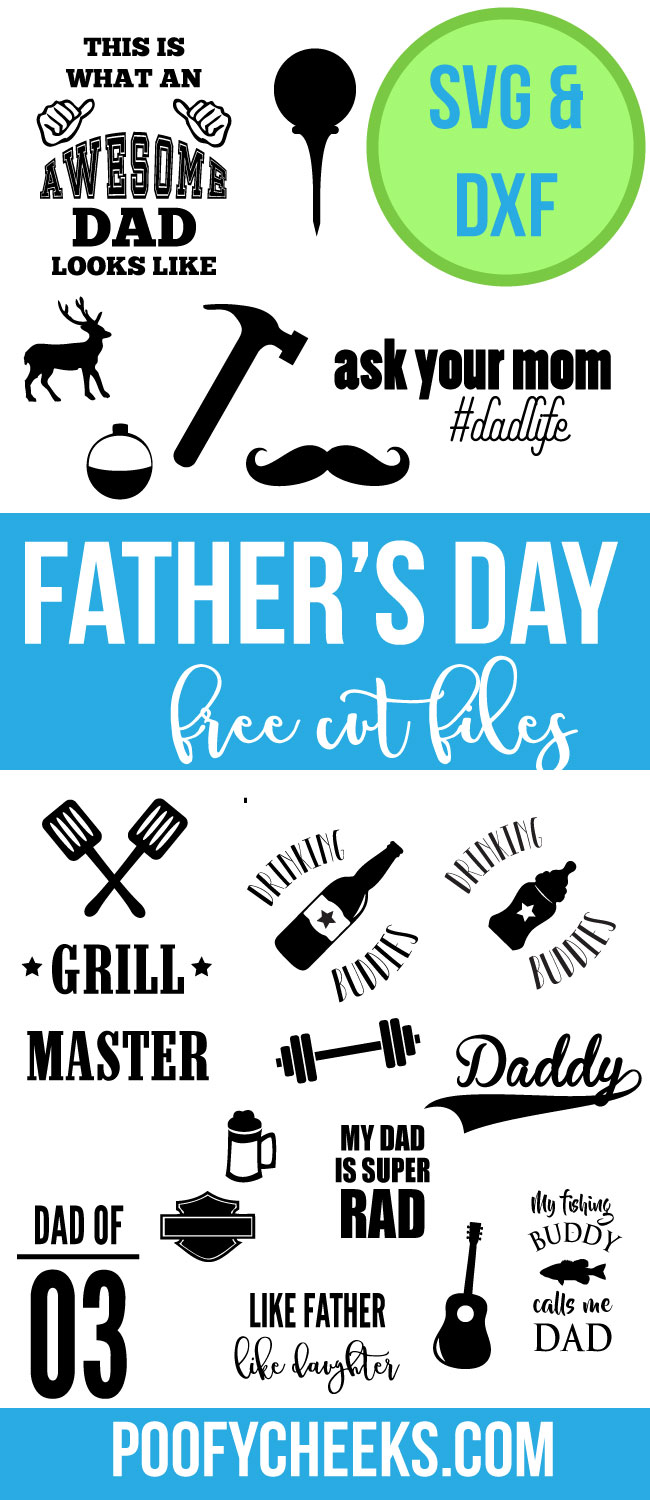 THIS IS
WHAT AN
AWESOME
DAD
LOOKS LIKE
SVG &
DXF
ask your mom
#dadlife
FATHER'S DAY
free cut files
GRILL
MASTER
DRINKING
BUDDIES
DRINKING
BUDDIES
Daddy
MY DAD
IS SUPER
RAD
DAD OF
03
LIKE FATHER
like daughter
My fishing
BUDDY
calls me
DAD
POOFYCHEEKS.COM